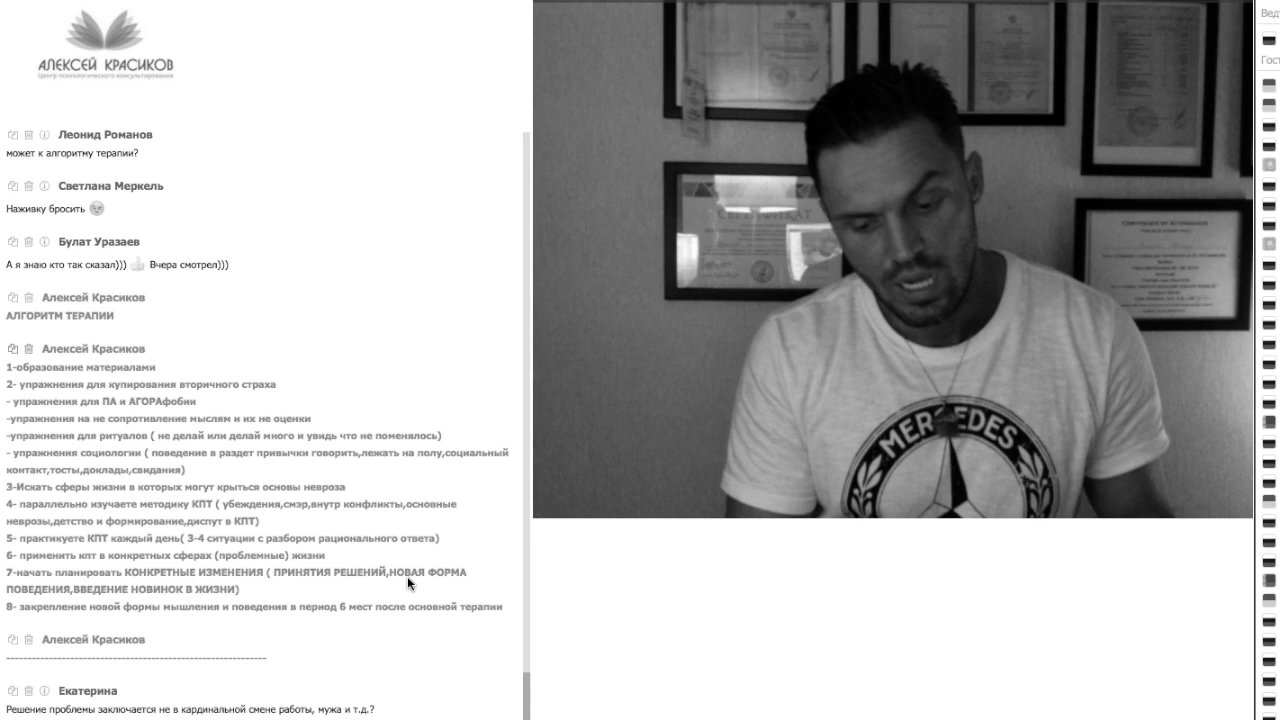 АЛЕКСЕЙ КРАСИКОВ
Центр психологического консультирования
Леонид Романов
может к алгоритму терапии?
Светлана Меркель
Наживку бросить
Булат Уразаев
А я знаю кто так сказал))) Вчера смотрел)))
Алексей Красиков
АЛГОРИТМ ТЕРАПИИ
Алексей Красиков
1-образование материалами
2- упражнения для купирования вторичного страха
- упражнения для ПА и АГОРАфобии
-упражнения на не сопротивление мыслям и их не оценки
-упражнения для ритуалов ( не делай или делай много и увидь что не поменялось)
- упражнения социологии ( поведение в раздет привычки говорить,лежать на полу,социальный
контакт,тосты,доклады,свидания)
3-Искать сферы жизни в которых могут крыться основы невроза
4- параллельно изучаете методику КПТ ( убеждения,смэр,внутр конфликты,основные
неврозы,детство и формирование,диспут в КПТ)
5- практикуете КПТ каждый день( 3-4 ситуации с разбором рационального ответа)
6- применить кпт в конкретных сферах (проблемные) жизни
7-начать планировать КОНКРЕТНЫЕ ИЗМЕНЕНИЯ ( ПРИНЯТИЯ РЕШЕНИЙ,НОВАЯ ФОРМА
ПОВЕДЕНИЯ,ВВЕДЕНИЕ НОВИНОК В ЖИЗНИ)
8- закрепление новой формы мышления и поведения в период 6 мест после основной терапии
Алексей Красиков
--------------------------------------------------------------
Екатерина
Решение проблемы заключается не в кардинальной смене работы, мужа и т.д.?
СЕРТИФИКАТ
MERCEDES
Вед
Гост